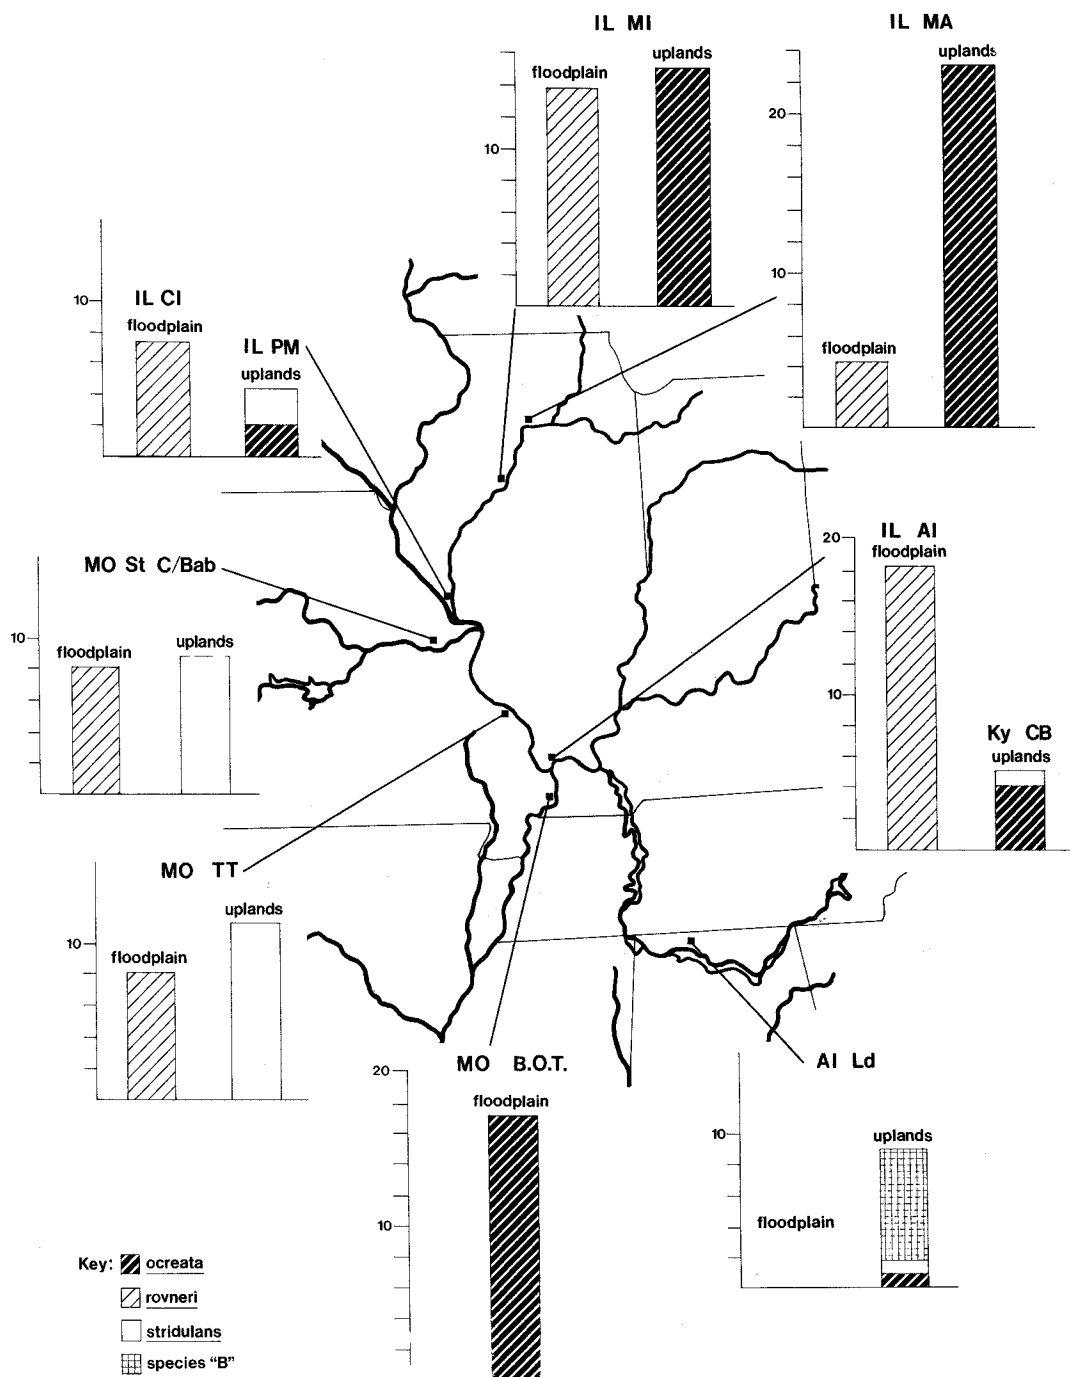 IL MI
IL MA
uplands
floodplain
10
uplands
20
10
floodplain
IL CI
10
floodplain
IL PM
uplands
IL AI
20
floodplain
10
Ky CB
uplands
MO St C/Bab
10
floodplain
uplands
MO TT
uplands
10
floodplain
MO B.O.T.
20
floodplain
10
Al Ld
10
uplands
floodplain
Key: ocreata
rovneri
stridulans
species "B"